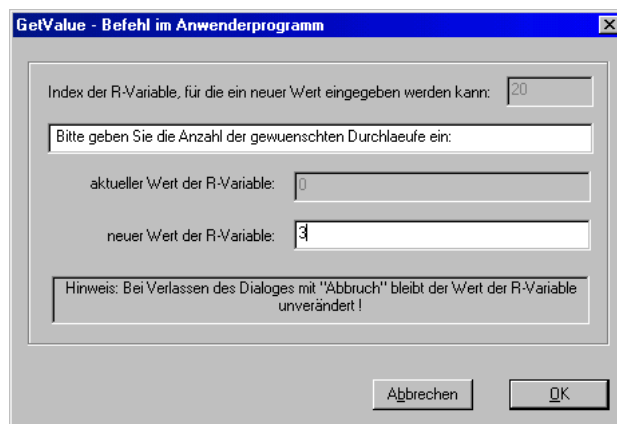 GetValue - Befehl im Anwenderprogramm
Index der R-Variable, für die ein neuer Wert eingegeben werden kann: 20
Bitte geben Sie die Anzahl der gewuenschten Durchlaeufe ein:
aktueller Wert der R-Variable: 0
neuer Wert der R-Variable: 3
Hinweis: Bei Verlassen des Dialoges mit "Abbruch" bleibt der Wert der R-Variable
unverändert !
Abbrechen OK